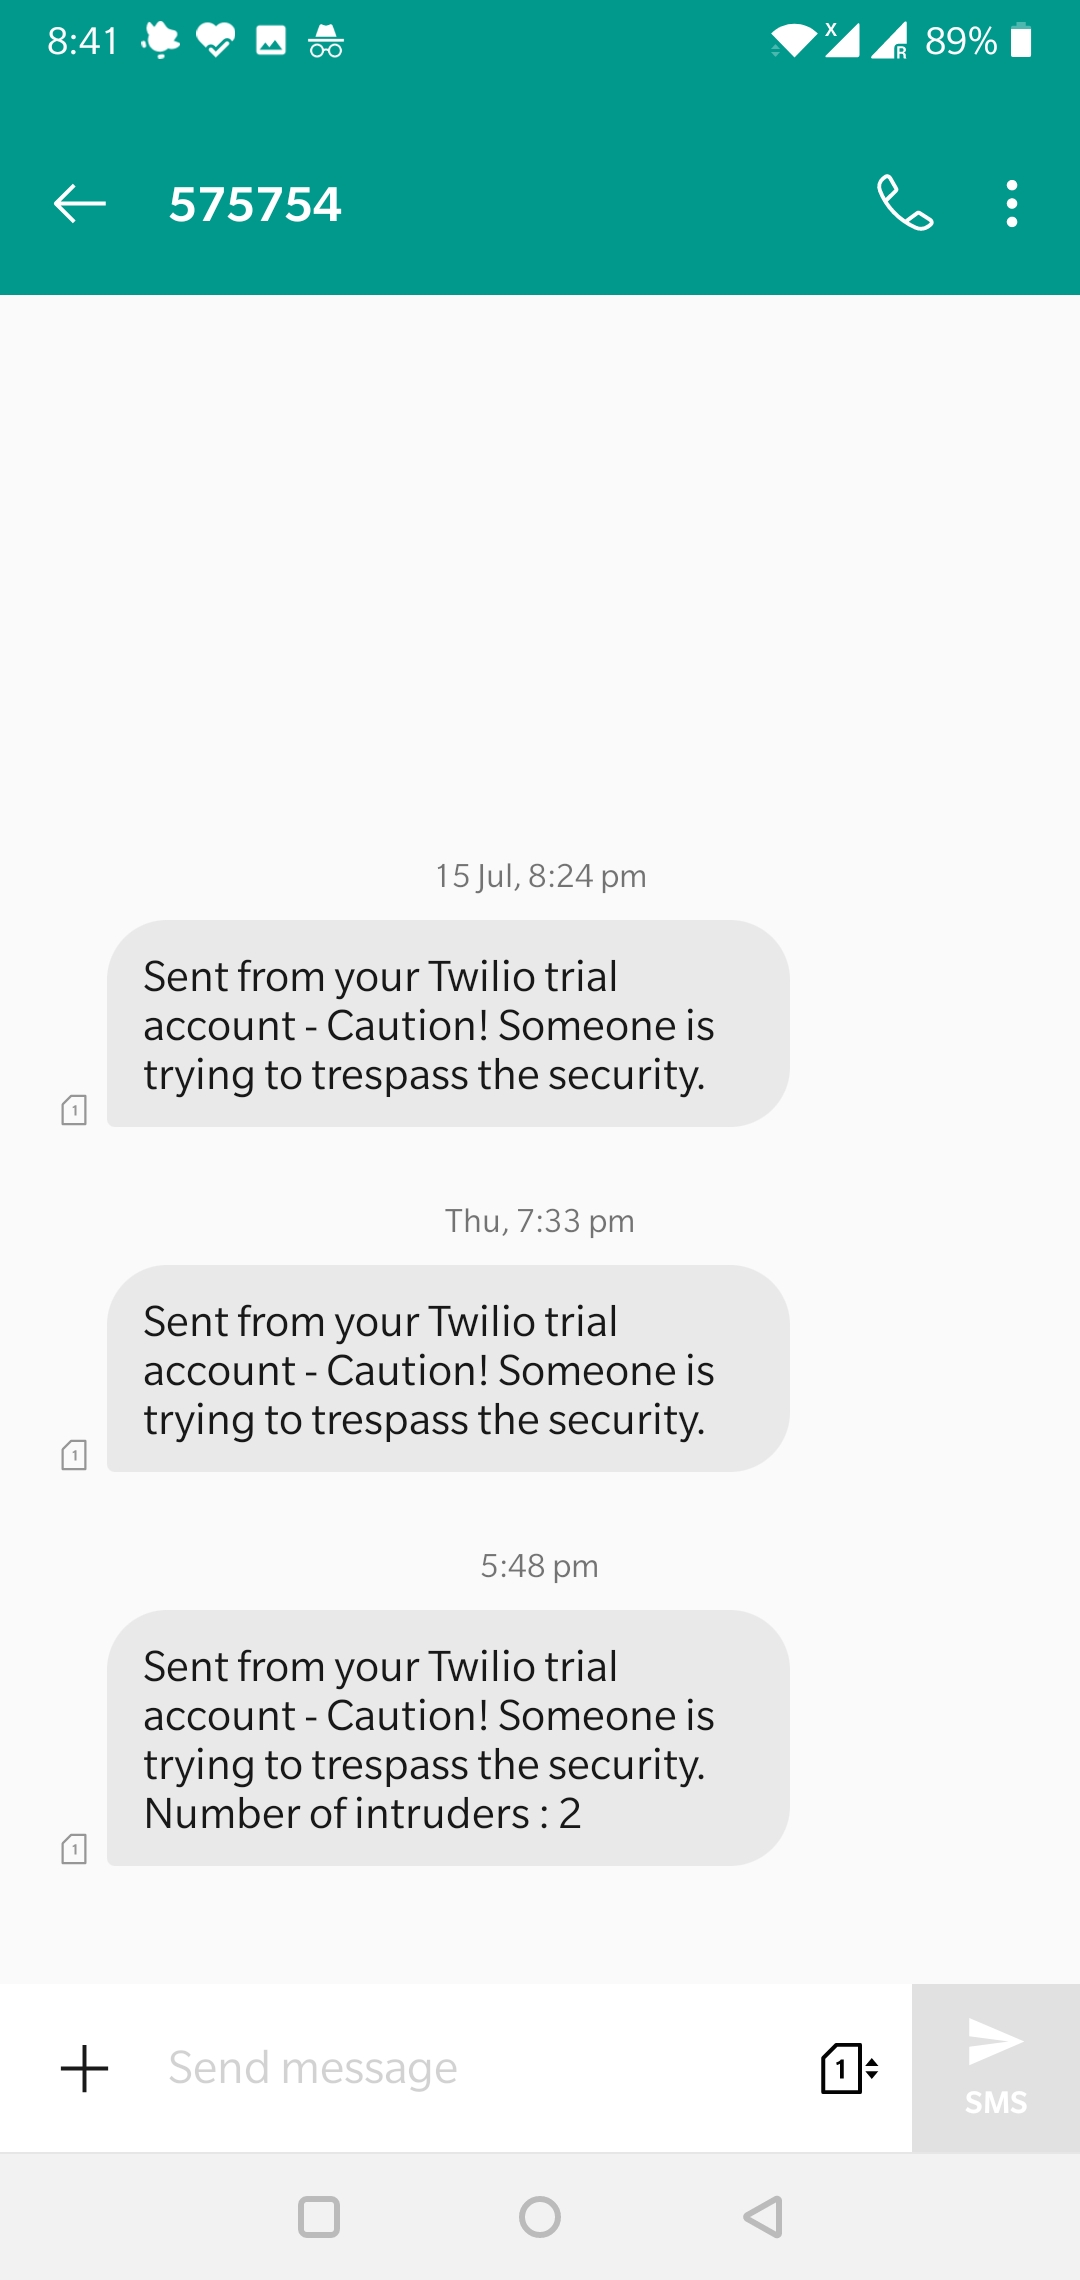 8:41 X R 89%
575754
15 Jul, 8:24 pm
Sent from your Twilio trial
account - Caution! Someone is
trying to trespass the security.
1
Thu, 7:33 pm
Sent from your Twilio trial
account - Caution! Someone is
trying to trespass the security.
1
5:48 pm
Sent from your Twilio trial
account - Caution! Someone is
trying to trespass the security.
Number of intruders : 2
1
Send message 1
SMS